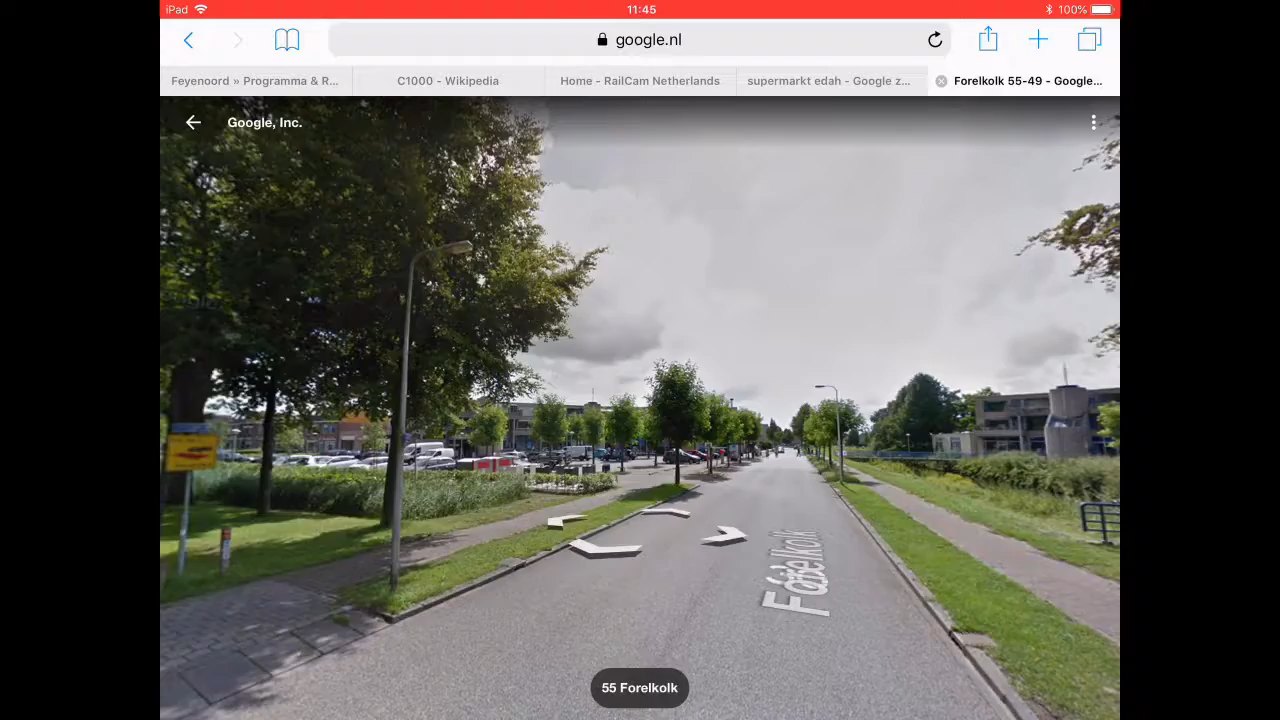 iPad
11:45
100%
google.nl
Feyenoord » Programma & R...
C1000 - Wikipedia
Home - RailCam Netherlands
supermarkt edah - Google z...
Forelkolk 55-49 - Google...
Google, Inc.
Forelkolk
55 Forelkolk